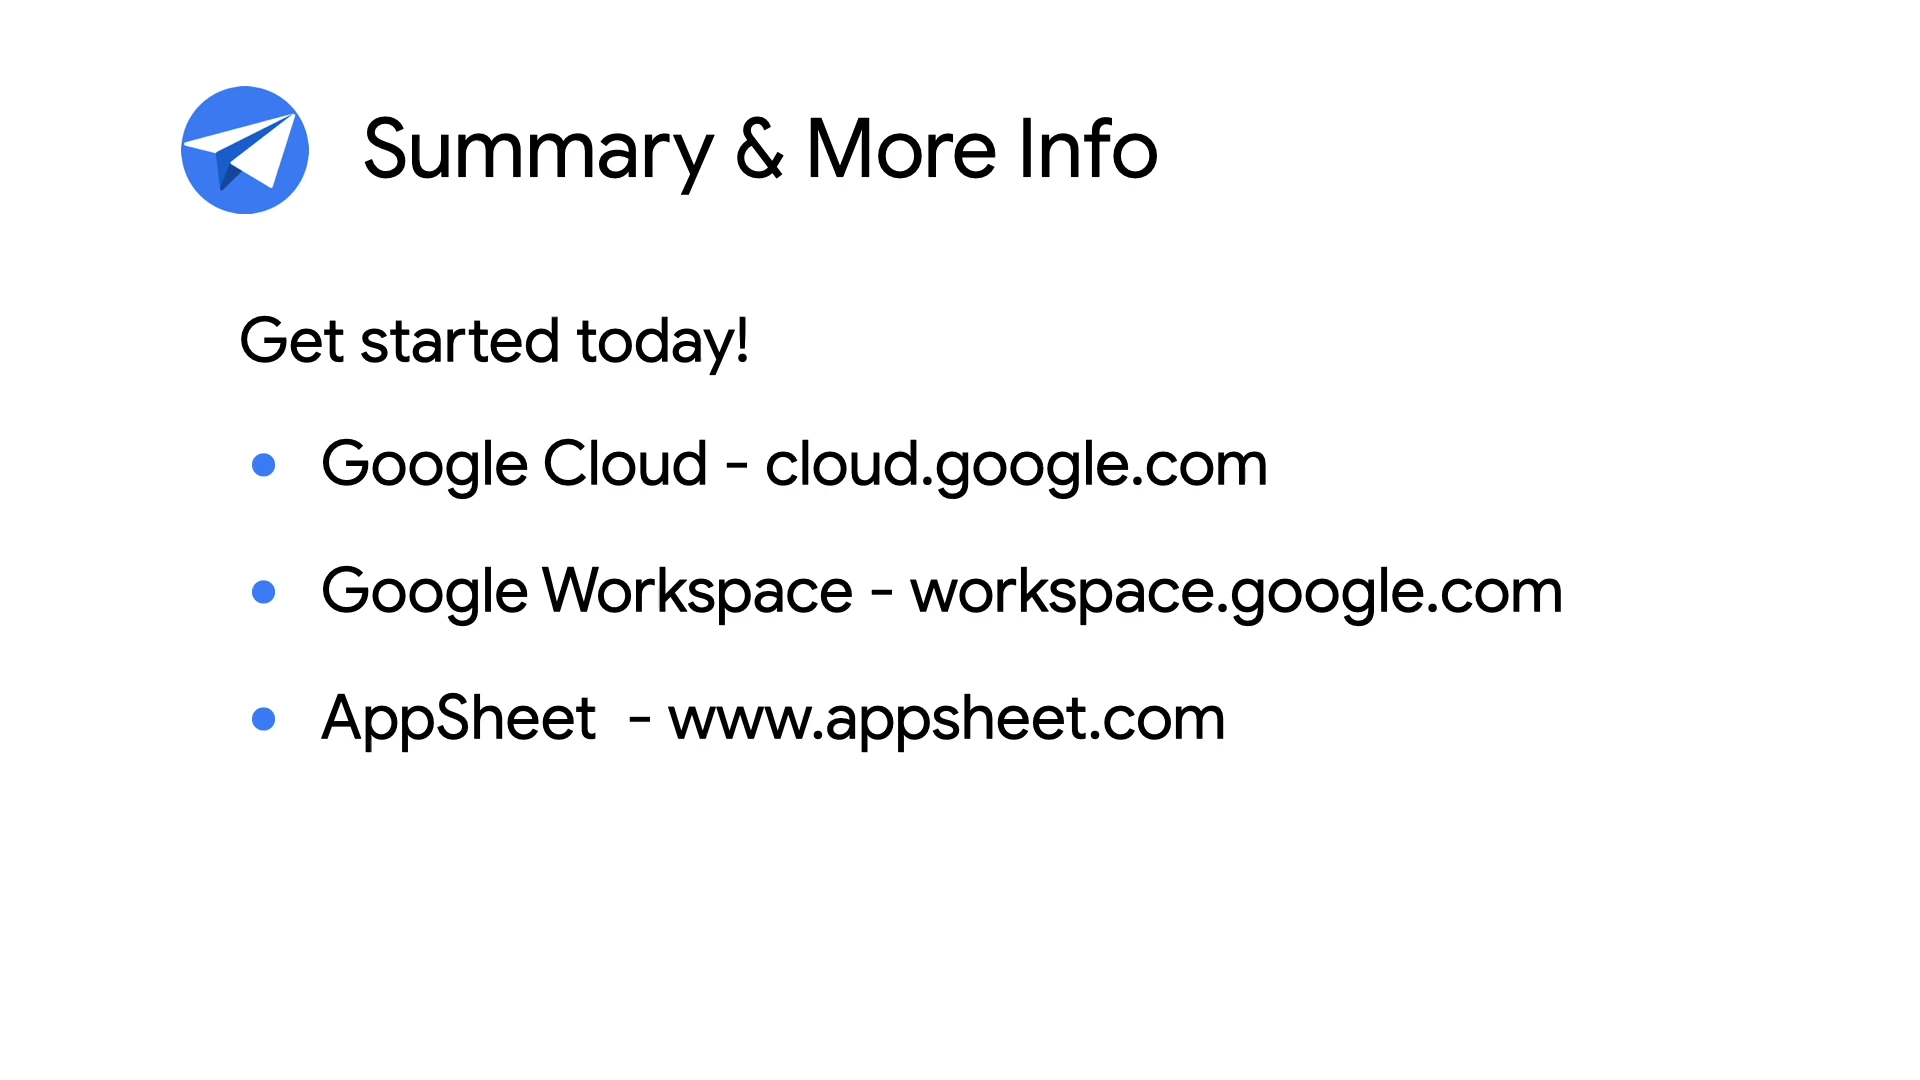 Summary & More Info
Get started today!
• Google Cloud - cloud.google.com
• Google Workspace - workspace.google.com
• AppSheet  - www.appsheet.com